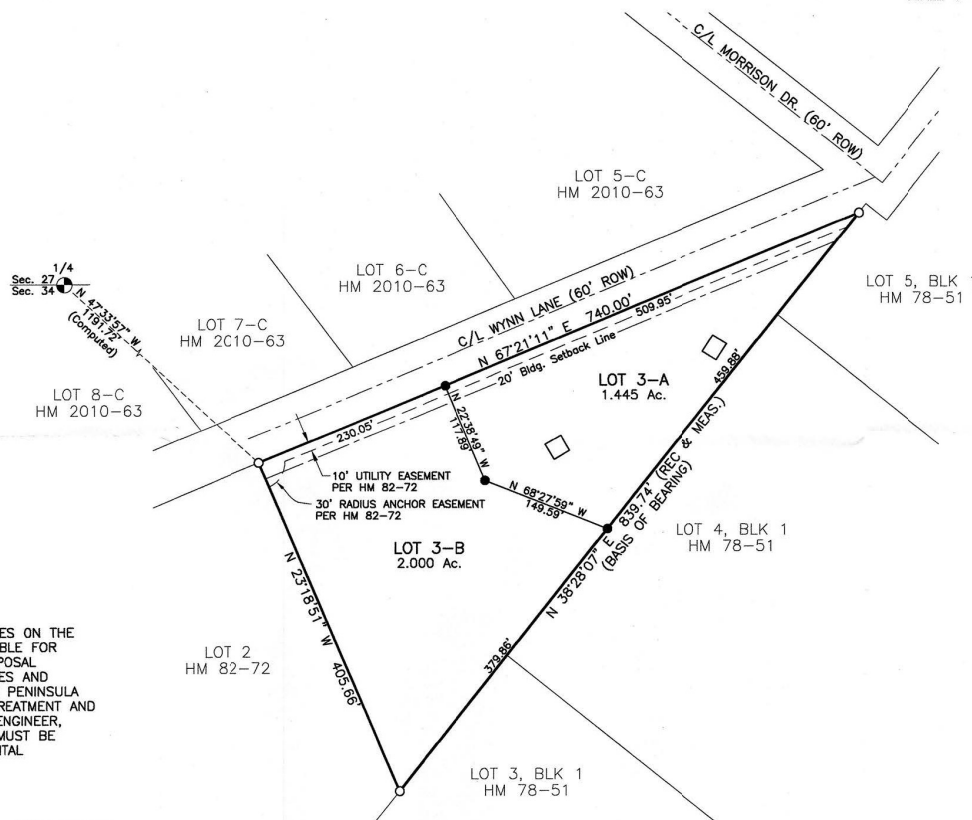 C/L MORRISON DR. (60' ROW)
LOT 5-C
HM 2010-63
1/4
Sec. 27
Sec. 34
N 47°33'57" W
1191.72'
(Computed)
LOT 6-C
HM 2010-63
C/L WYNN LANE (60' ROW)
LOT 5, BLK 1
HM 78-51
LOT 7-C
HM 2010-63
N 67°21'11" E 740.00'
509.95'
20' Bldg. Setback Line
LOT 3-A
1.445 Ac.
459.88'
LOT 8-C
HM 2010-63
230.05'
N 22°38'49" W
117.89'
10' UTILITY EASEMENT
PER HM 82-72
30' RADIUS ANCHOR EASEMENT
PER HM 82-72
N 68°27'59" W
149.59'
N 38°28'07" E 839.74' (REC & MEAS.)
(BASIS OF BEARING)
LOT 4, BLK 1
HM 78-51
LOT 3-B
2.000 Ac.
N 23°18'51" W 405.66'
379.86'
ES ON THE
BLE FOR
POSAL
ES AND
PENINSULA
REATMENT AND
ENGINEER,
MUST BE
NTAL
LOT 2
HM 82-72
LOT 3, BLK 1
HM 78-51